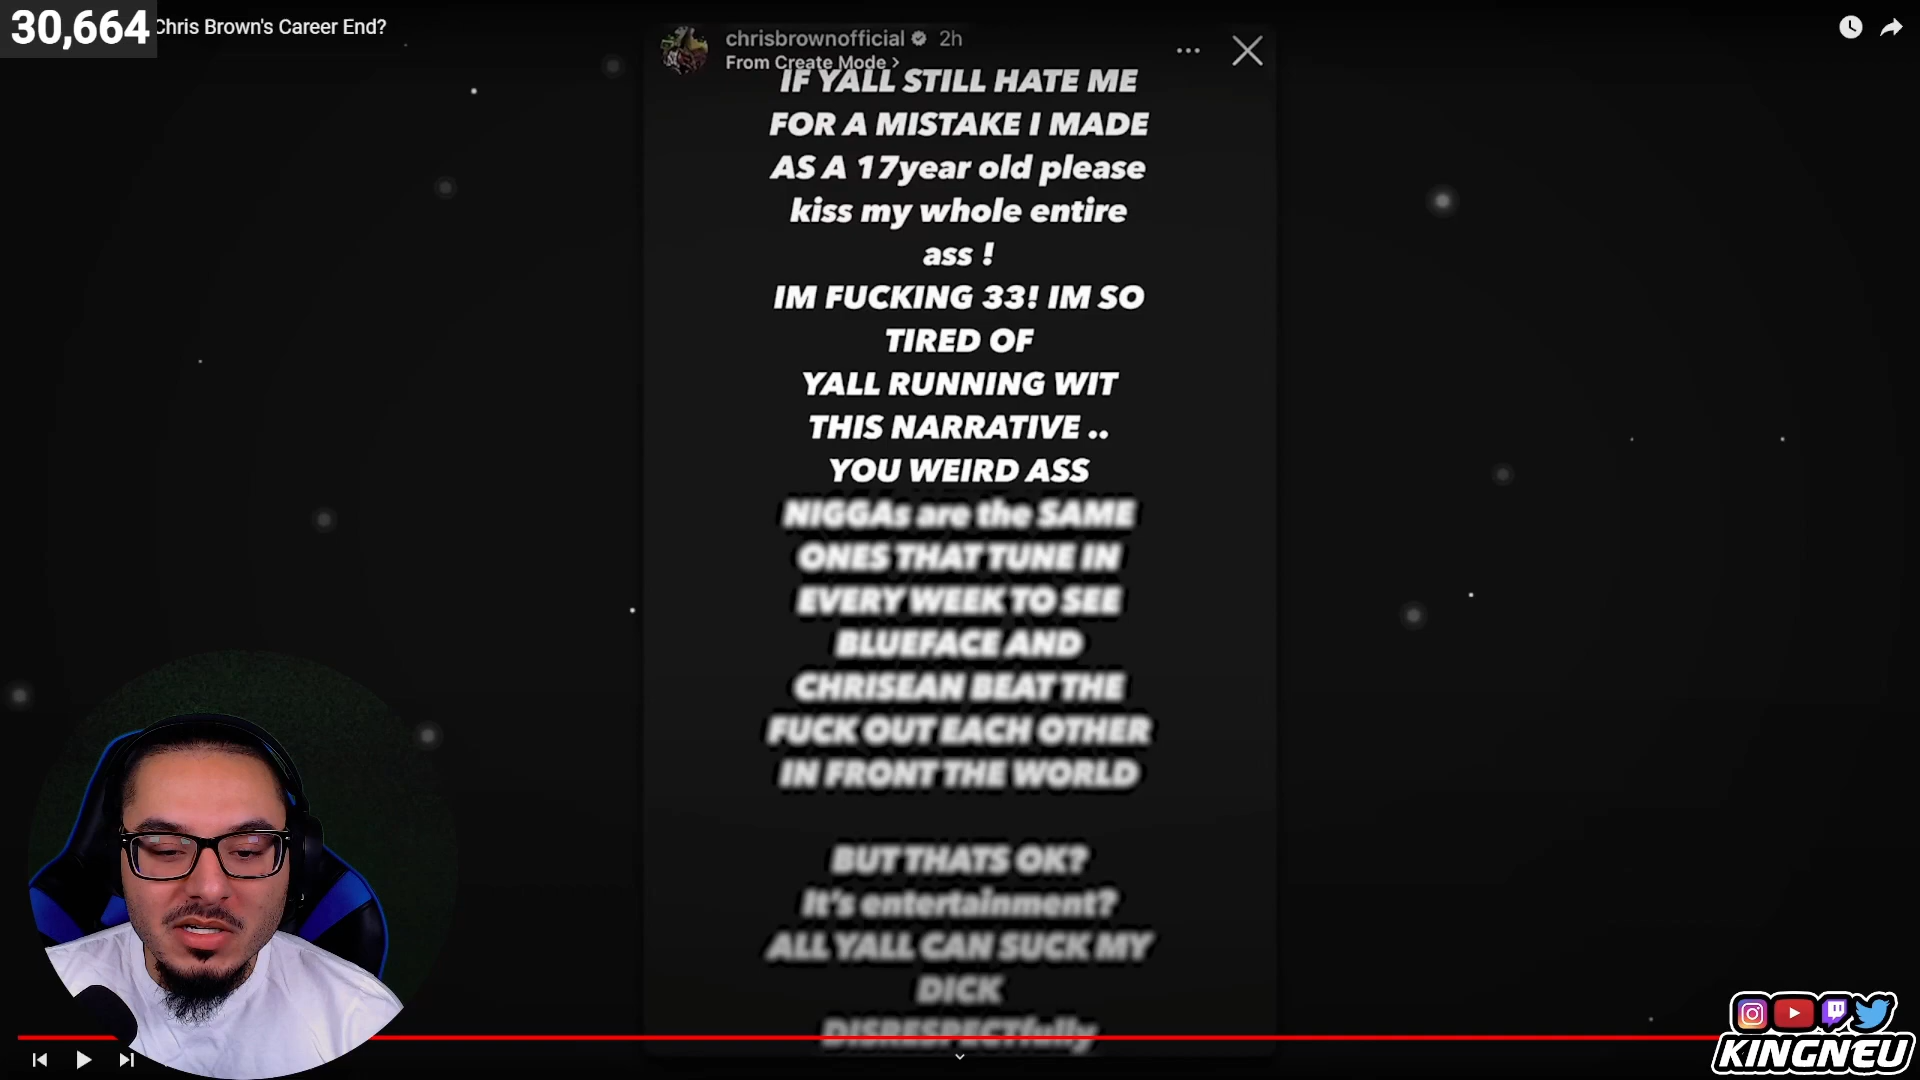 30,664
Chris Brown's Career End?
chrisbrownofficial 2h
From Create Mode >
IF YALL STILL HATE ME
FOR A MISTAKE I MADE
AS A 17year old please
kiss my whole entire
ass !
IM FUCKING 33! IM SO
TIRED OF
YALL RUNNING WIT
THIS NARRATIVE ..
YOU WEIRD ASS
NIGGAs are the SAME
ONES THAT TUNE IN
EVERY WEEK TO SEE
BLUEFACE AND
CHRISEAN BEAT THE
FUCK OUT EACH OTHER
IN FRONT THE WORLD
BUT THATS OK?
It's entertainment?
ALL YALL CAN SUCK MY
DICK
DISRESPECTfully
KINGNEU